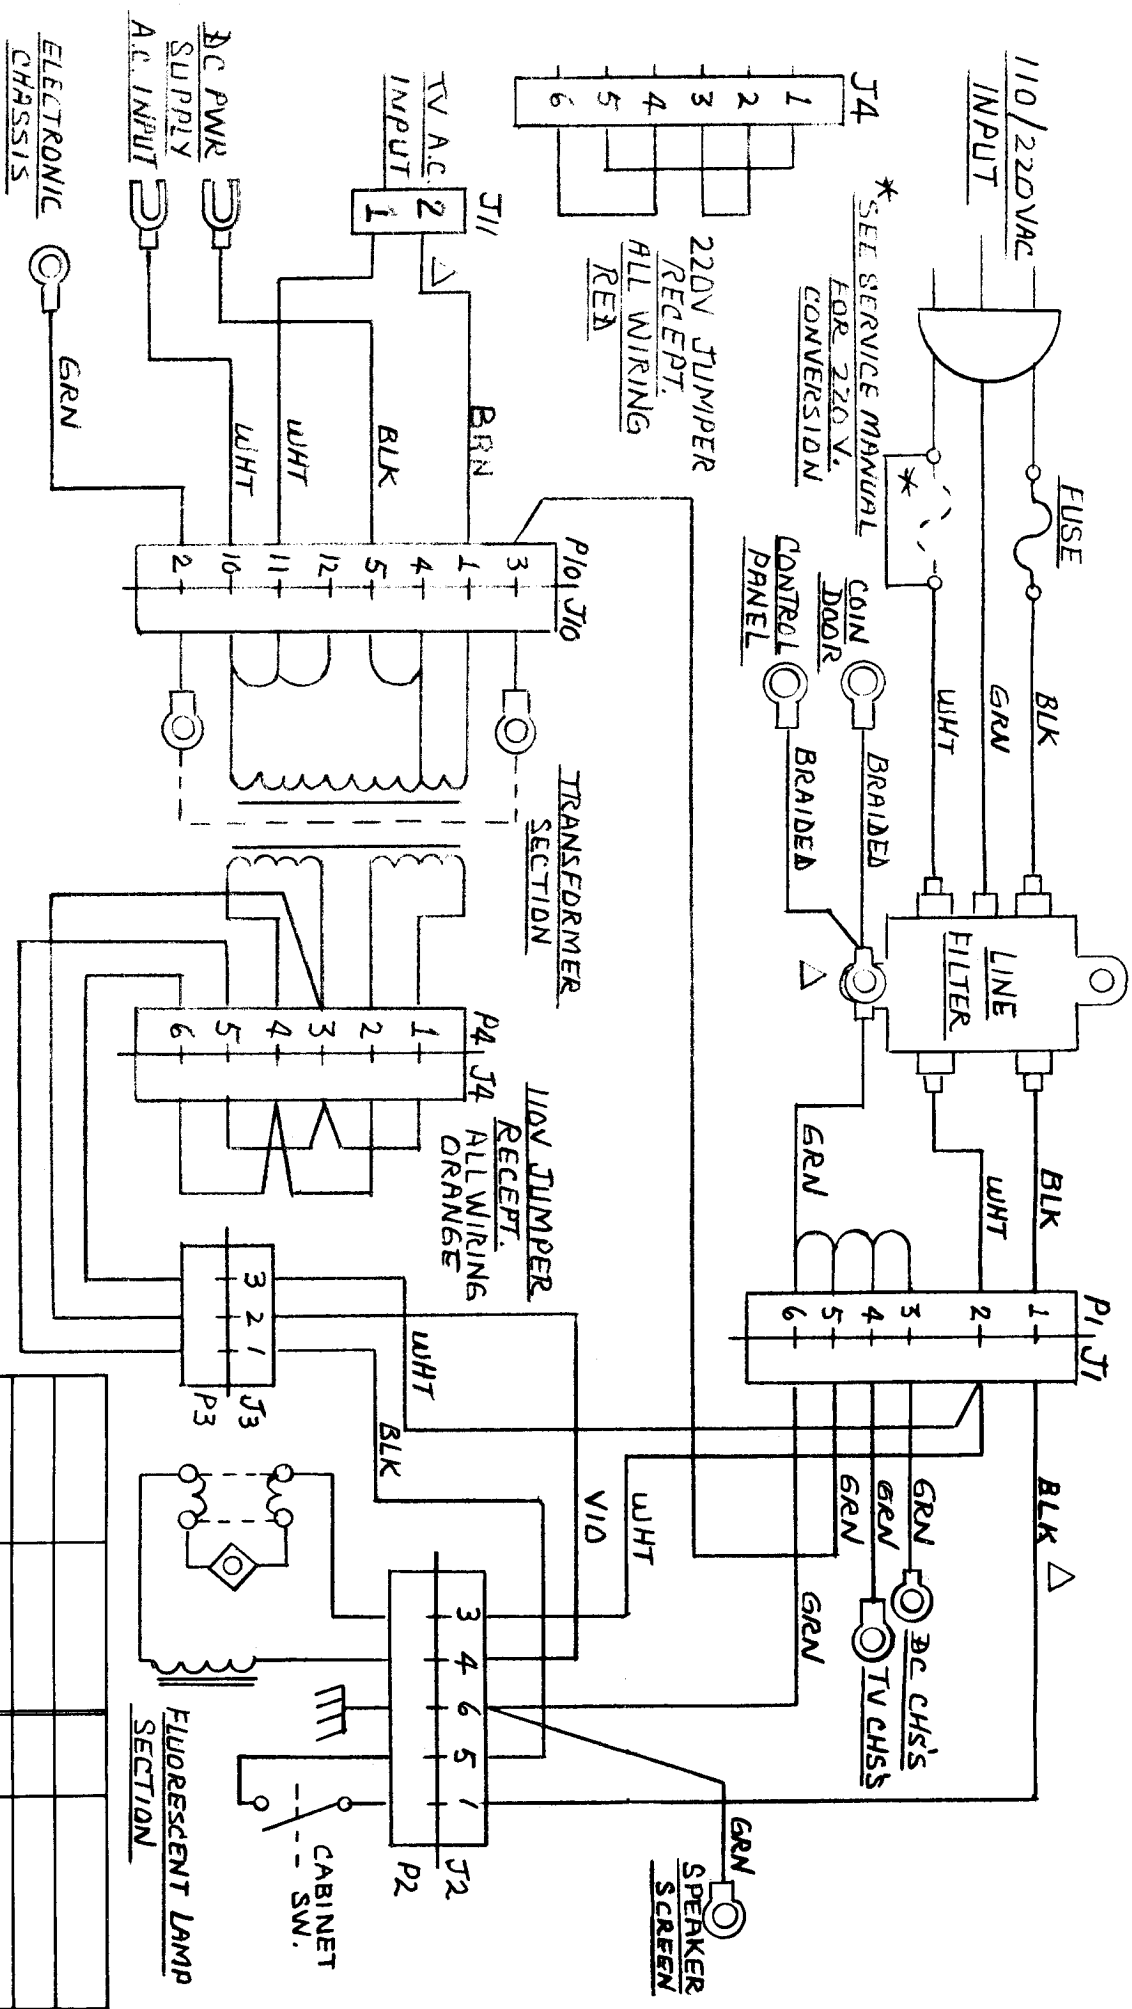 110/220VAC
INPUT
FUSE
BLK
GRN
WHT
*
* SEE SERVICE MANUAL
FOR 220 V.
CONVERSION
LINE
FILTER
BLK
WHT
P1 J1
1
2
3
4
5
6
BLK
GRN
DC CHS'S
GRN
TV CHS'S
GRN
GRN
COIN
DOOR
BRAIDED
CONTROL
PANEL
BRAIDED
GRN
J4
1
2
3
4
5
6
220V JUMPER
RECEPT.
ALL WIRING
RED
WHT
VIO
GRN
SPEAKER
SCREEN
TV A.C.
INPUT
J11
2
1
BRN
BLK
WHT
WHT
DC PWR
SUPPLY
A.C. INPUT
ELECTRONIC
CHASSIS
GRN
P10 J10
3
1
4
5
12
11
10
2
TRANSFORMER
SECTION
P4 J4
1
2
3
4
5
6
110V JUMPER
RECEPT.
ALL WIRING
ORANGE
WHT
BLK
3
2
1
J3
P3
3
4
6
5
1
J2
P2
CABINET
SW.
FLUORESCENT LAMP
SECTION